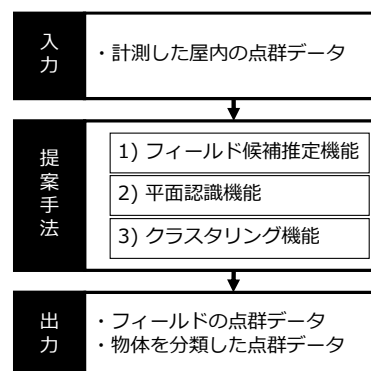 入力
・計測した屋内の点群データ
提案手法
1) フィールド候補推定機能
2) 平面認識機能
3) クラスタリング機能
出力
・フィールドの点群データ
・物体を分類した点群データ